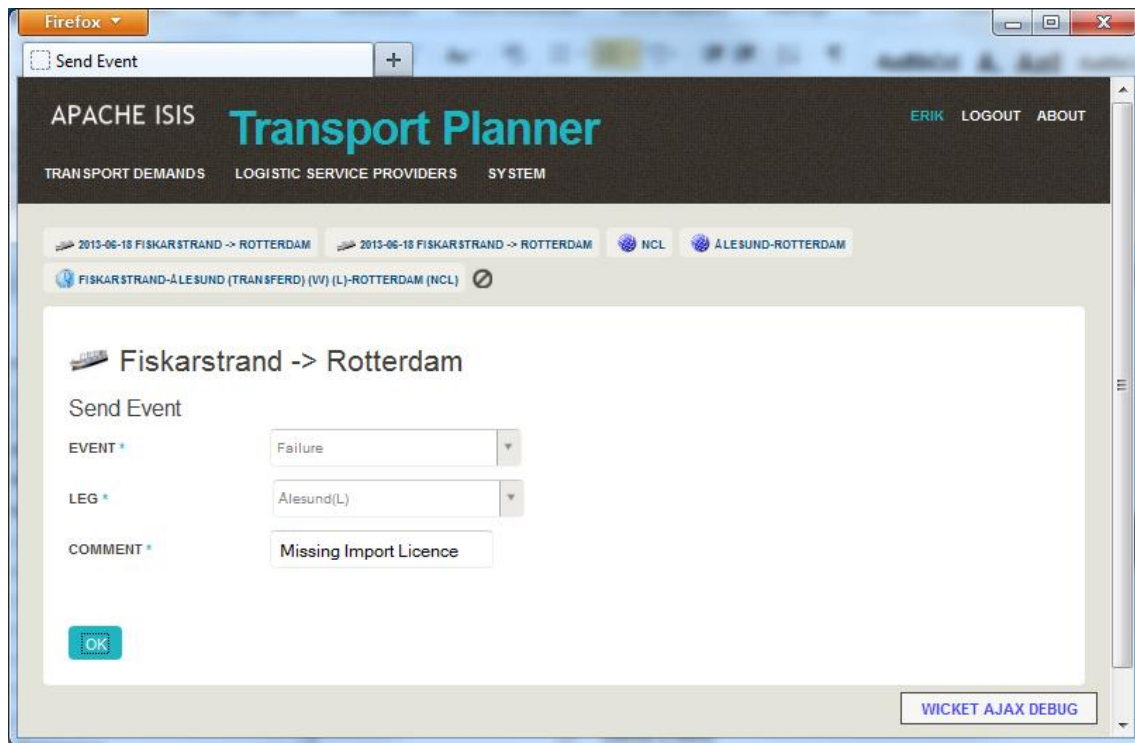 Firefox
Send Event
APACHE ISIS Transport Planner ERIK LOGOUT ABOUT
TRANSPORT DEMANDS LOGISTIC SERVICE PROVIDERS SYSTEM
2013-06-18 FISKARSTRAND -> ROTTERDAM 2013-06-18 FISKARSTRAND -> ROTTERDAM NCL ÅLESUND-ROTTERDAM
FISKARSTRAND-ÅLESUND (TRANSFERD) (W) (L)-ROTTERDAM (NCL)
Fiskarstrand -> Rotterdam
Send Event
EVENT * Failure
LEG * Ålesund(L)
COMMENT * Missing Import Licence
OK
WICKET AJAX DEBUG